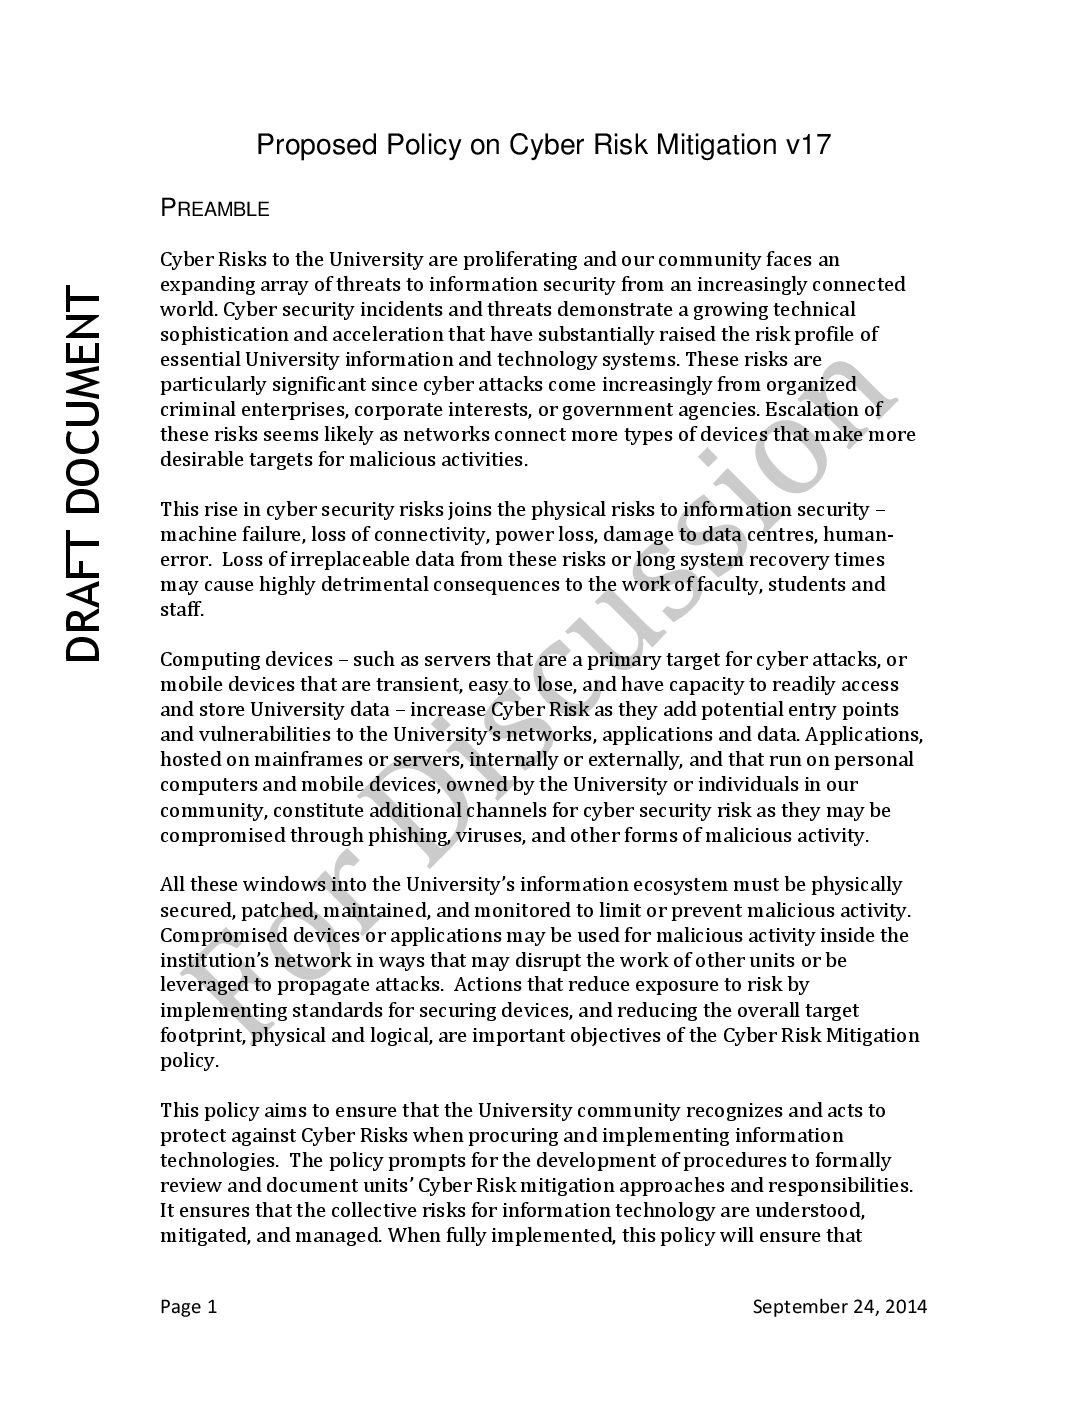 Proposed Policy on Cyber Risk Mitigation v17
PREAMBLE
Cyber Risks to the University are proliferating and our community faces an
expanding array of threats to information security from an increasingly connected
world. Cyber security incidents and threats demonstrate a growing technical
sophistication and acceleration that have substantially raised the risk profile of
essential University information and technology systems. These risks are
particularly significant since cyber attacks come increasingly from organized
criminal enterprises, corporate interests, or government agencies. Escalation of
these risks seems likely as networks connect more types of devices that make more
desirable targets for malicious activities.
This rise in cyber security risks joins the physical risks to information security –
machine failure, loss of connectivity, power loss, damage to data centres, human-
error.  Loss of irreplaceable data from these risks or long system recovery times
may cause highly detrimental consequences to the work of faculty, students and
staff.
Computing devices – such as servers that are a primary target for cyber attacks, or
mobile devices that are transient, easy to lose, and have capacity to readily access
and store University data – increase Cyber Risk as they add potential entry points
and vulnerabilities to the University's networks, applications and data. Applications,
hosted on mainframes or servers, internally or externally, and that run on personal
computers and mobile devices, owned by the University or individuals in our
community, constitute additional channels for cyber security risk as they may be
compromised through phishing, viruses, and other forms of malicious activity.
All these windows into the University's information ecosystem must be physically
secured, patched, maintained, and monitored to limit or prevent malicious activity.
Compromised devices or applications may be used for malicious activity inside the
institution's network in ways that may disrupt the work of other units or be
leveraged to propagate attacks.  Actions that reduce exposure to risk by
implementing standards for securing devices, and reducing the overall target
footprint, physical and logical, are important objectives of the Cyber Risk Mitigation
policy.
This policy aims to ensure that the University community recognizes and acts to
protect against Cyber Risks when procuring and implementing information
technologies.  The policy prompts for the development of procedures to formally
review and document units' Cyber Risk mitigation approaches and responsibilities.
It ensures that the collective risks for information technology are understood,
mitigated, and managed. When fully implemented, this policy will ensure that
Page 1
September 24, 2014
DRAFT DOCUMENT
For Discussion